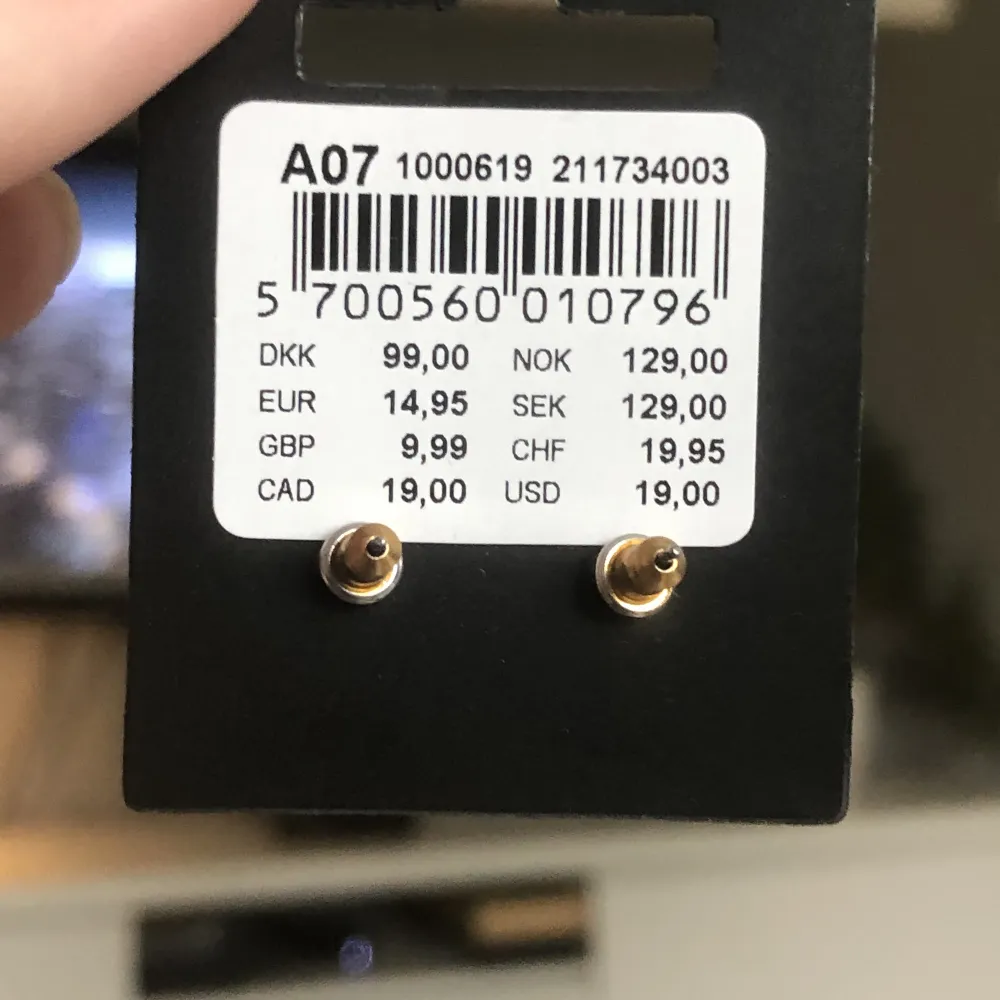 A07 1000619 211734003
5 700560 010796
DKK 99,00 NOK 129,00
EUR 14,95 SEK 129,00
GBP 9,99 CHF 19,95
CAD 19,00 USD 19,00